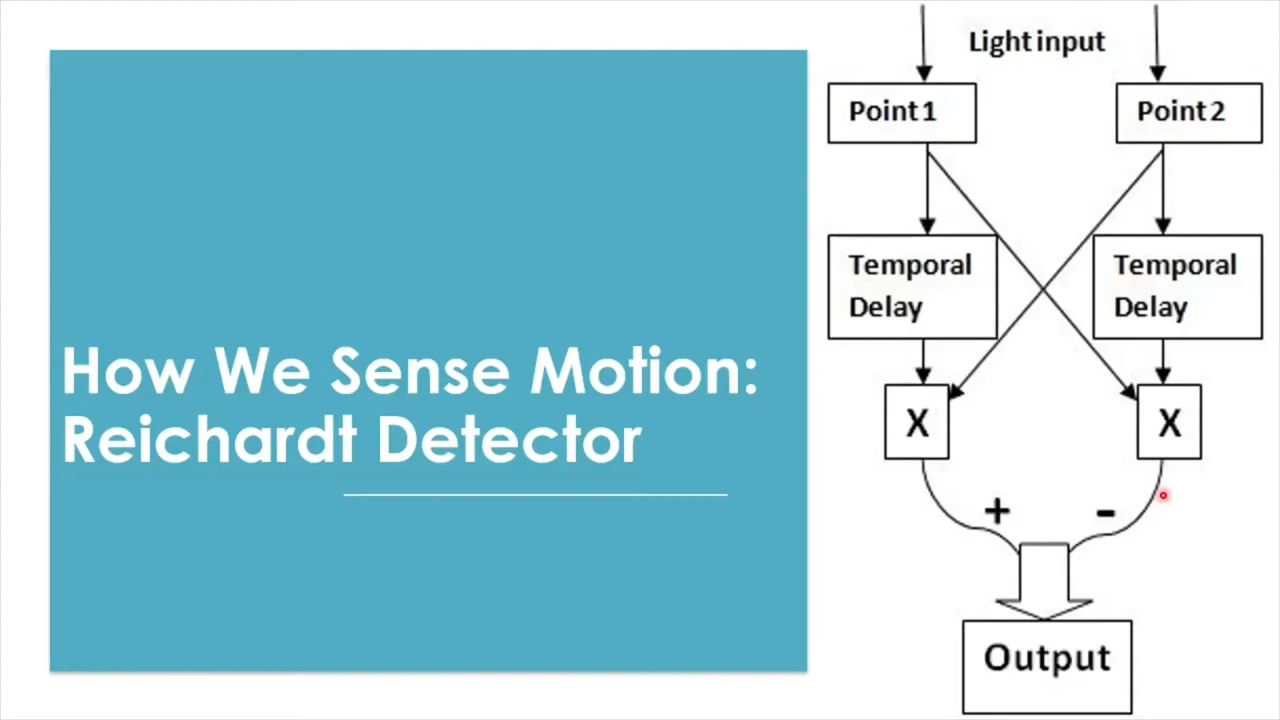 How We Sense Motion:
Reichardt Detector
Light input
Point 1
Point 2
Temporal
Delay
Temporal
Delay
X
X
+
-
Output